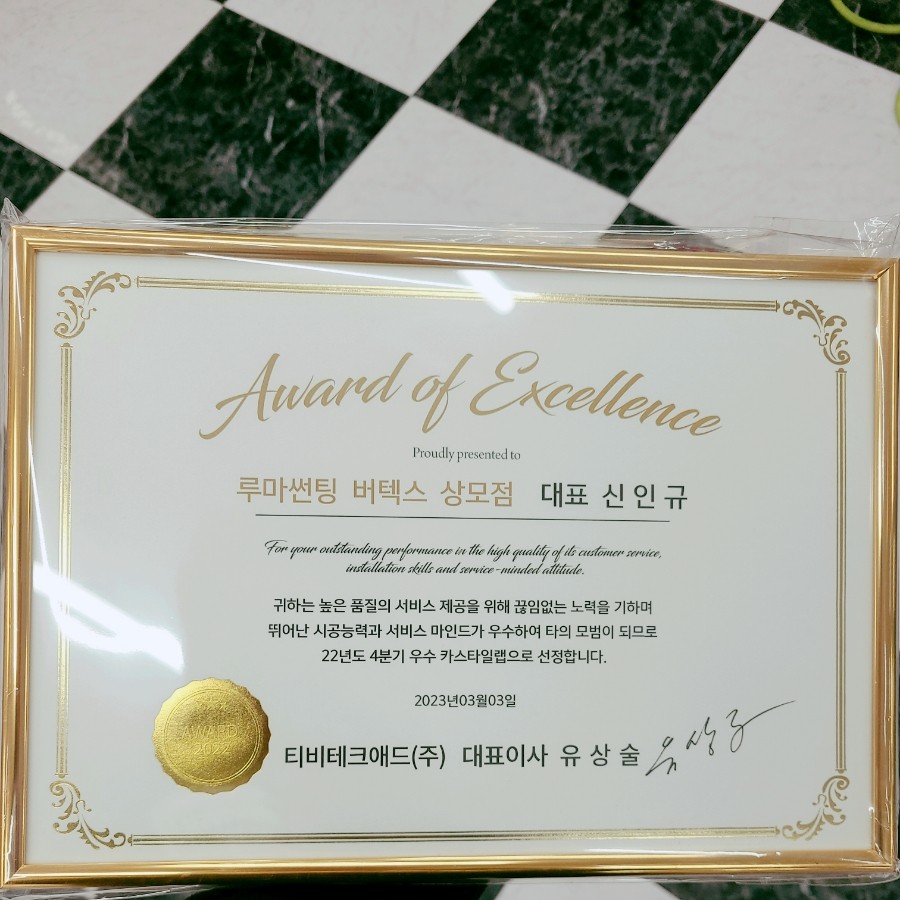 Award of Excellence
Proudly presented to
루마썬팅 버텍스 상모점 대표 신인규
For your outstanding performance in the high quality of its customer service,
installation skills and service-minded attitude.
귀하는 높은 품질의 서비스 제공을 위해 끊임없는 노력을 기하며
뛰어난 시공능력과 서비스 마인드가 우수하여 타의 모범이 되므로
22년도 4분기 우수 카스타일랩으로 선정합니다.
2023년03월03일
AWARD
2022
티비테크애드(주) 대표이사 유상술 유상술